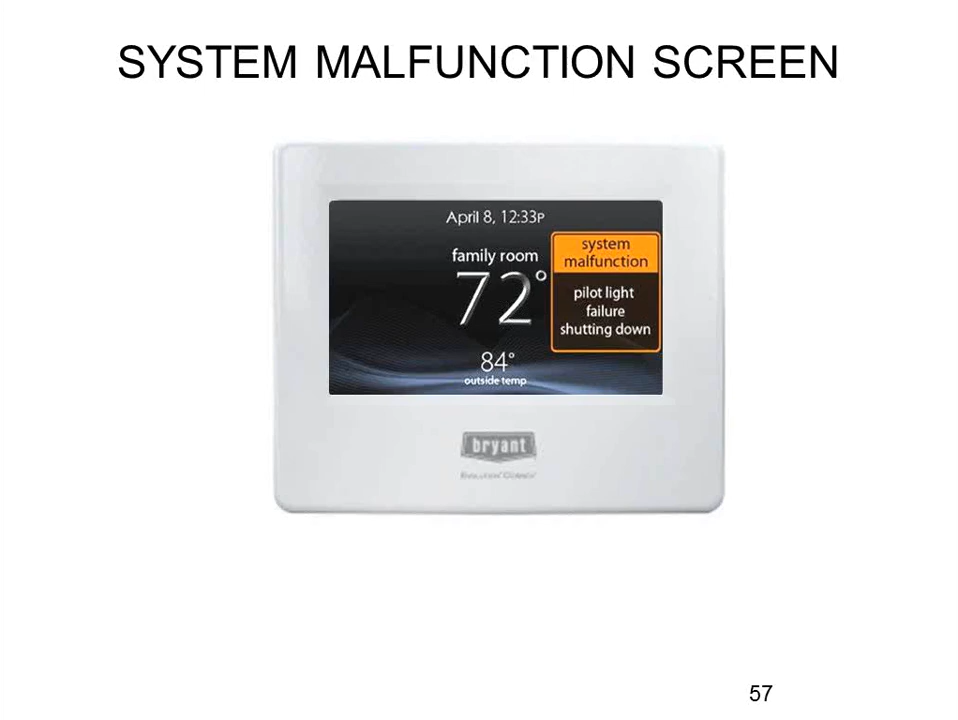 SYSTEM MALFUNCTION SCREEN
April 8, 12:33P
family room
72°
system
malfunction
pilot light
failure
shutting down
84°
outside temp
bryant
57